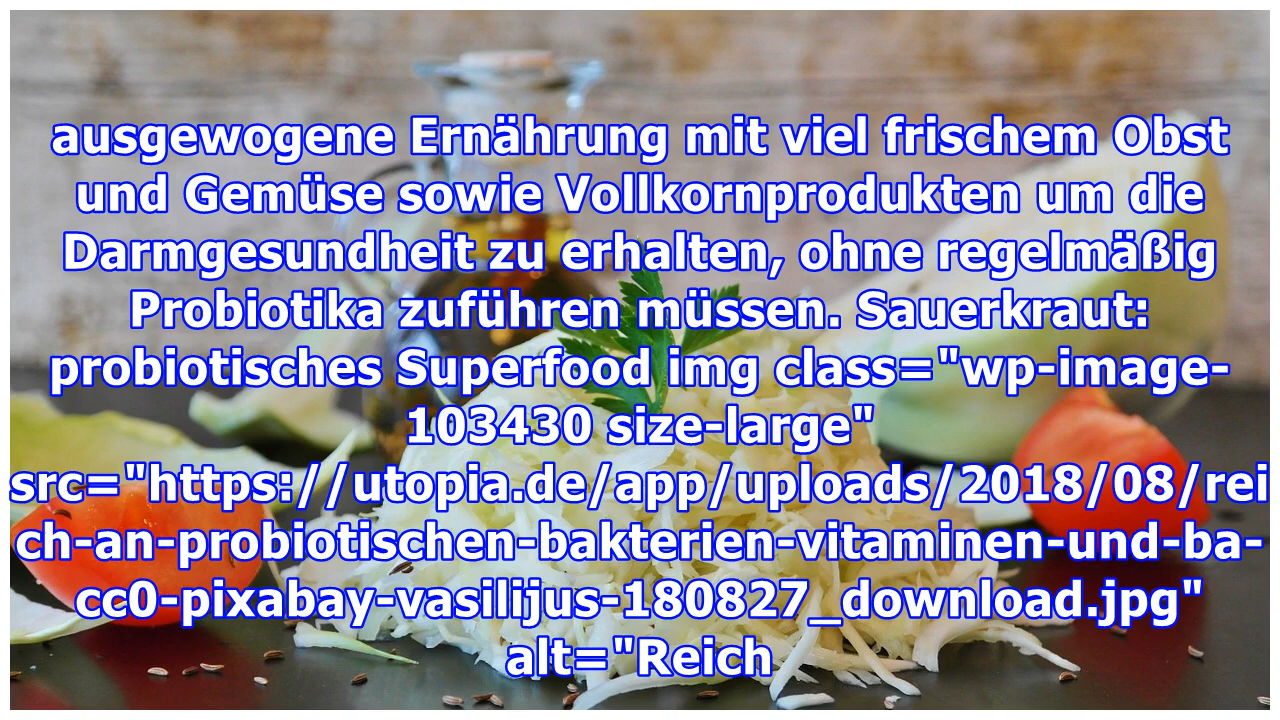 ausgewogene Ernährung mit viel frischem Obst
und Gemüse sowie Vollkornprodukten um die
Darmgesundheit zu erhalten, ohne regelmäßig
Probiotika zuführen müssen. Sauerkraut:
probiotisches Superfood img class="wp-image-
103430 size-large"
src="https://utopia.de/app/uploads/2018/08/rei
ch-an-probiotischen-bakterien-vitaminen-und-ba-
cc0-pixabay-vasilijus-180827_download.jpg"
alt="Reich